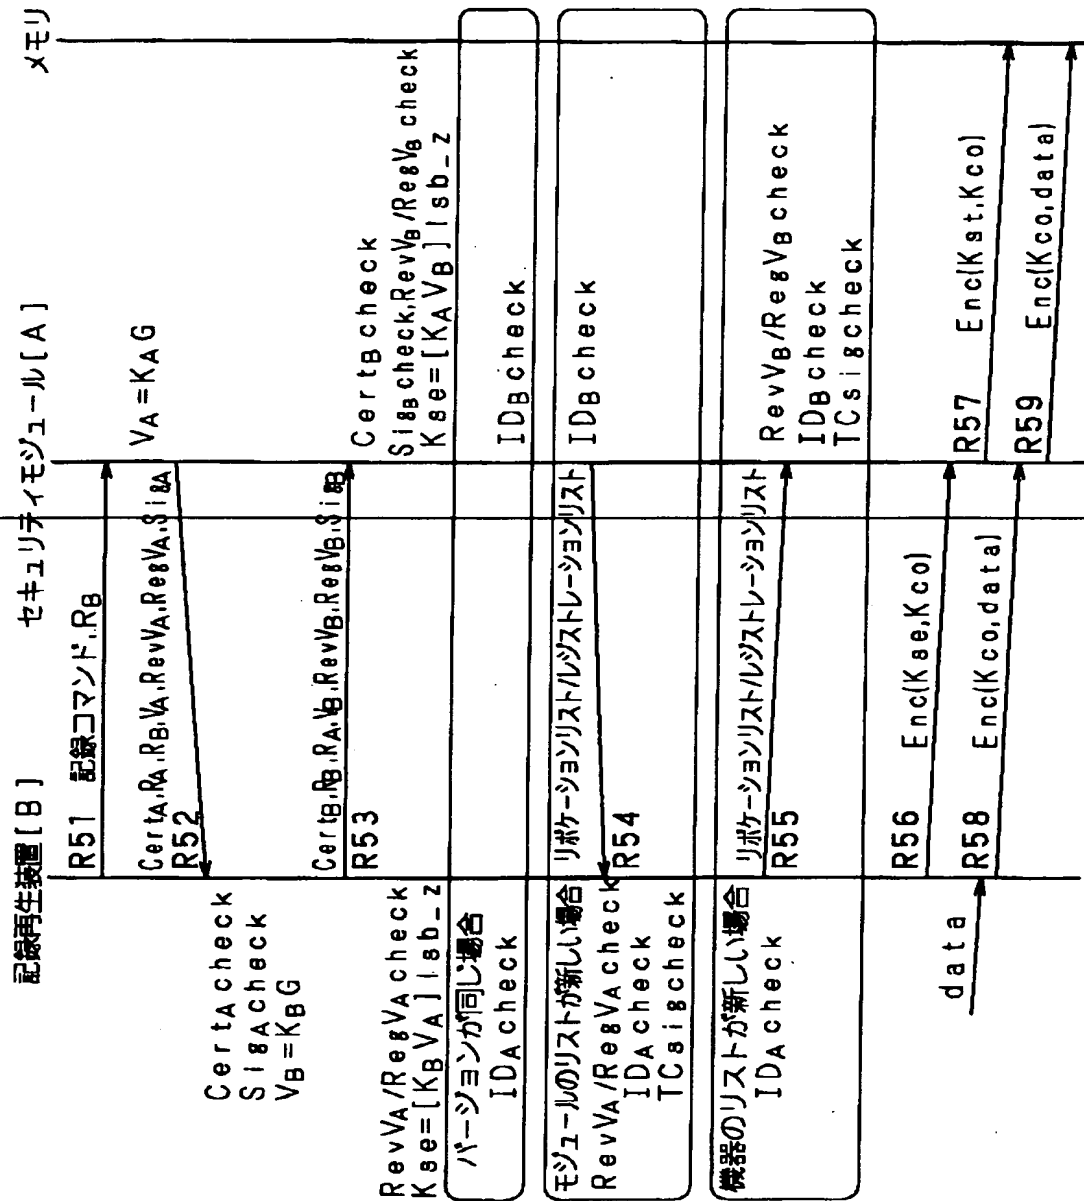 記録再生装置[B]
セキュリティモジュール[A]
メモリ
R51 記録コマンド,RB
VA=KAG
CertA,RA,RB,VA,RevVA,RegVA,SigA
R52
CertAcheck
SigAcheck
VB=KBG
CertB,RB,RA,VB,RevVB,RegVB,SigB
R53
CertBcheck
SigBcheck,RevVB/RegVBcheck
Kse=[KAVB]lsb_z
RevVA/RegVAcheck
Kse=[KBVA]lsb_z
バージョンが同じ場合
IDAcheck
IDBcheck
モジュールのリストが新しい場合
リボケーションリスト/レジストレーションリスト
R54
RevVA/RegVAcheck
IDAcheck
TCsigcheck
IDBcheck
機器のリストが新しい場合
リボケーションリスト/レジストレーションリスト
R55
IDAcheck
RevVB/RegVBcheck
IDBcheck
TCsigcheck
R56 Enc(Kse,Kco)
R57 Enc(Kst,Kco)
data
R58 Enc(Kco,data)
R59 Enc(Kco,data)